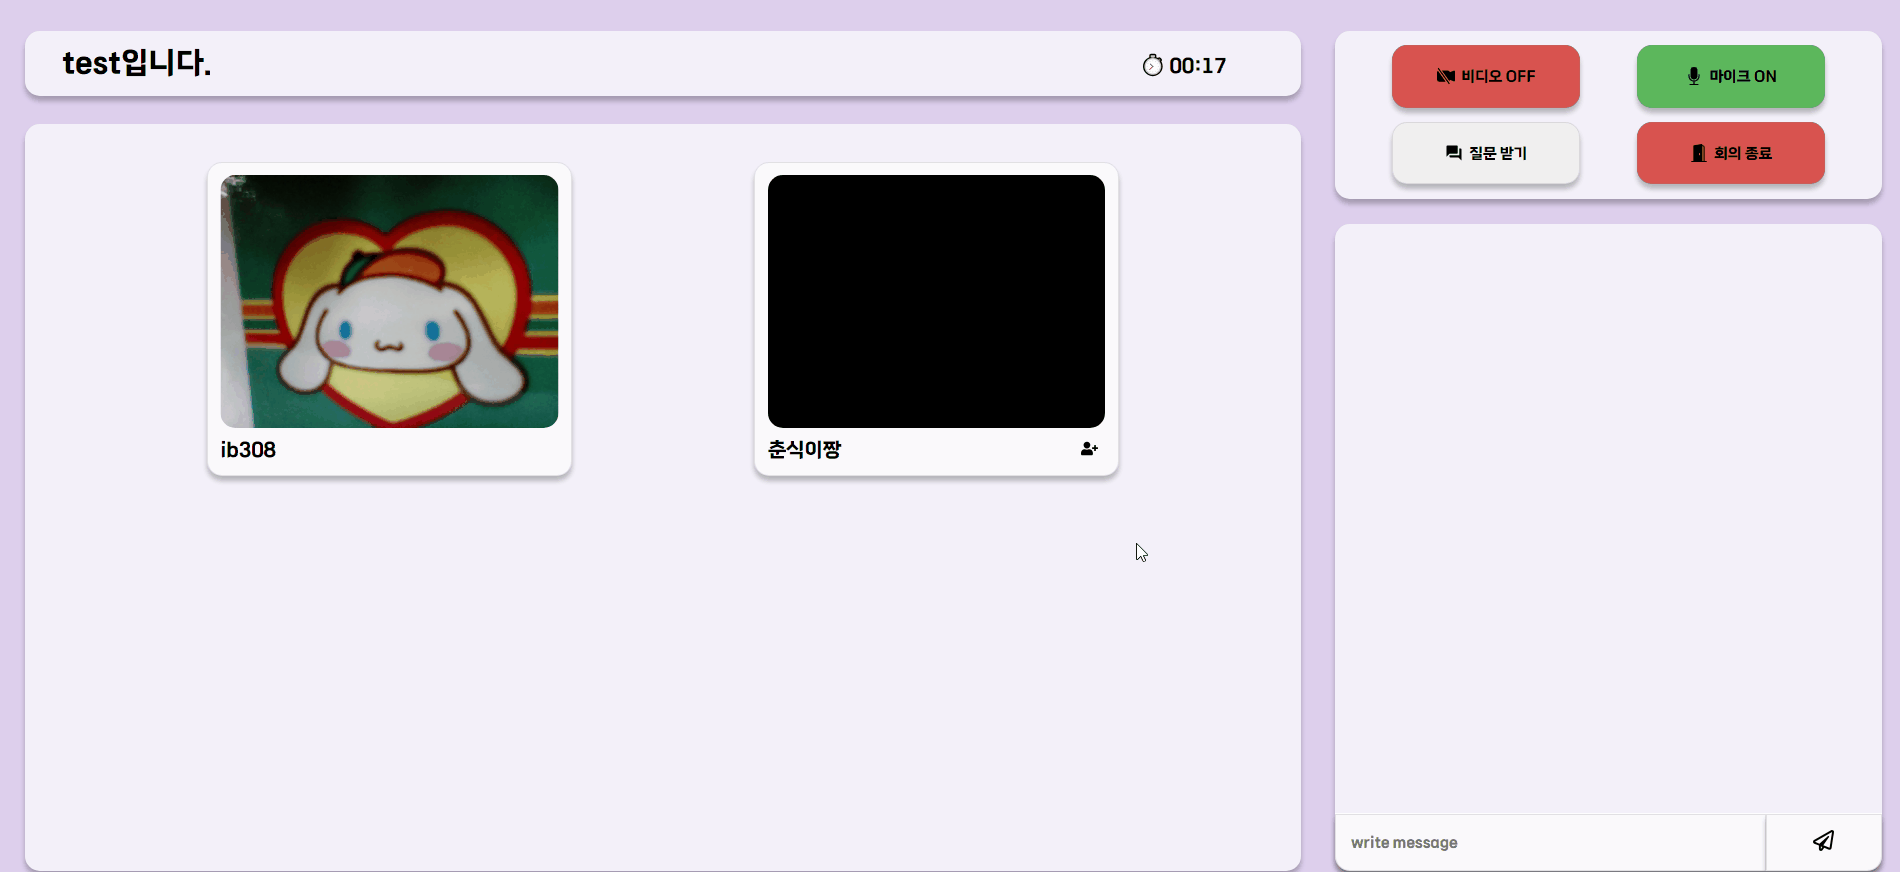 test입니다.
00:17
비디오 OFF
마이크 ON
질문 받기
회의 종료
ib308
춘식이짱
write message